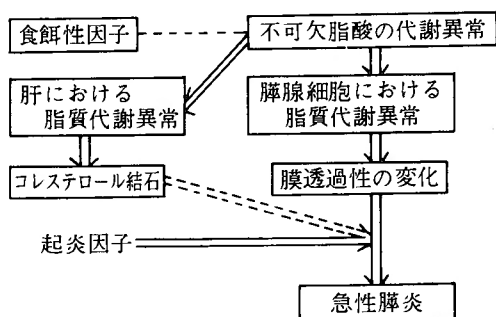 食餌性因子
不可欠脂酸の代謝異常
肝における
脂質代謝異常
膵腺細胞における
脂質代謝異常
コレステロール結石
膜透過性の変化
起炎因子
急性膵炎